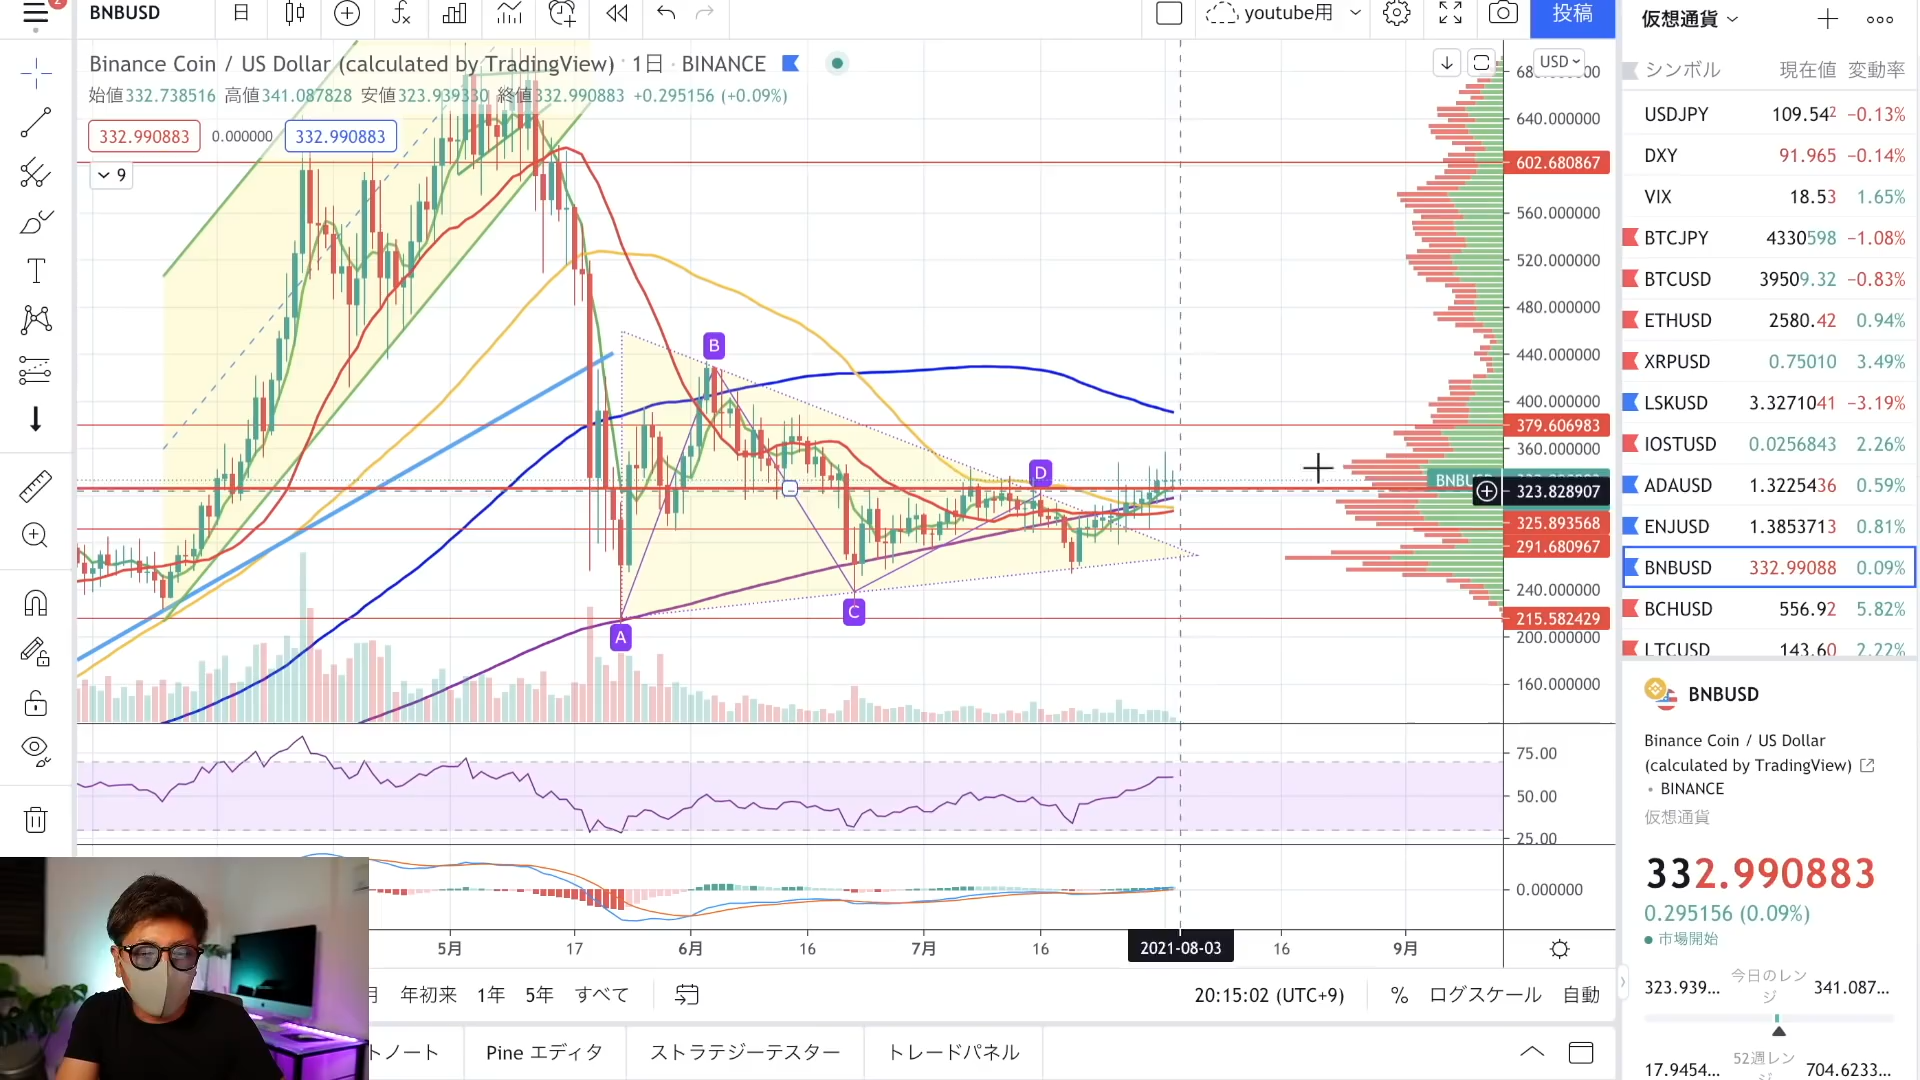 2
BNBUSD
日
youtube用
投稿
仮想通貨
Binance Coin / US Dollar (calculated by TradingView) · 1日 · BINANCE
始値332.738516 高値341.087828 安値323.939330 終値332.990883 +0.295156 (+0.09%)
332.990883 0.000000 332.990883
9
USD
640.000000
602.680867
560.000000
520.000000
480.000000
440.000000
400.000000
379.606983
360.000000
323.828907
325.893568
291.680967
240.000000
215.582429
200.000000
160.000000
B
D
C
A
75.00
50.00
25.00
0.000000
5月 17 6月 16 7月 16 2021-08-03 16 9月
月 年初来 1年 5年 すべて
20:15:02 (UTC+9) % ログスケール 自動
トノート Pine エディタ ストラテジーテスター トレードパネル
シンボル 現在値 変動率
USDJPY 109.542 −0.13%
DXY 91.965 −0.14%
VIX 18.53 1.65%
BTCJPY 4330598 −1.08%
BTCUSD 39509.32 −0.83%
ETHUSD 2580.42 0.94%
XRPUSD 0.75010 3.49%
LSKUSD 3.3271041 −3.19%
IOSTUSD 0.0256843 2.26%
ADAUSD 1.3225436 0.59%
ENJUSD 1.3853713 0.81%
BNBUSD 332.99088 0.09%
BCHUSD 556.92 5.82%
LTCUSD 143.60 2.22%
BNBUSD
Binance Coin / US Dollar
(calculated by TradingView)
• BINANCE
仮想通貨
332.990883
0.295156 (0.09%)
市場開始
323.939... 今日のレンジ 341.087...
17.9454... 52週レンジ 704.6233...